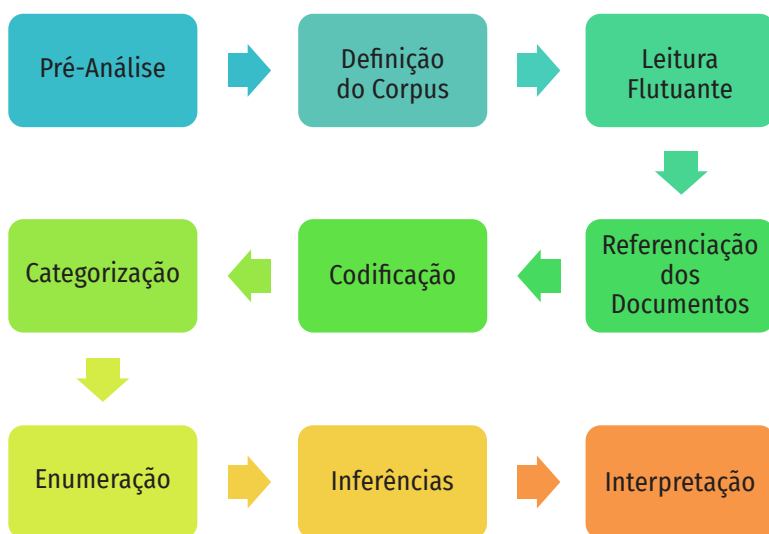 Pré-Análise
Definição
do Corpus
Leitura
Flutuante
Referenciação
dos
Documentos
Codificação
Categorização
Enumeração
Inferências
Interpretação